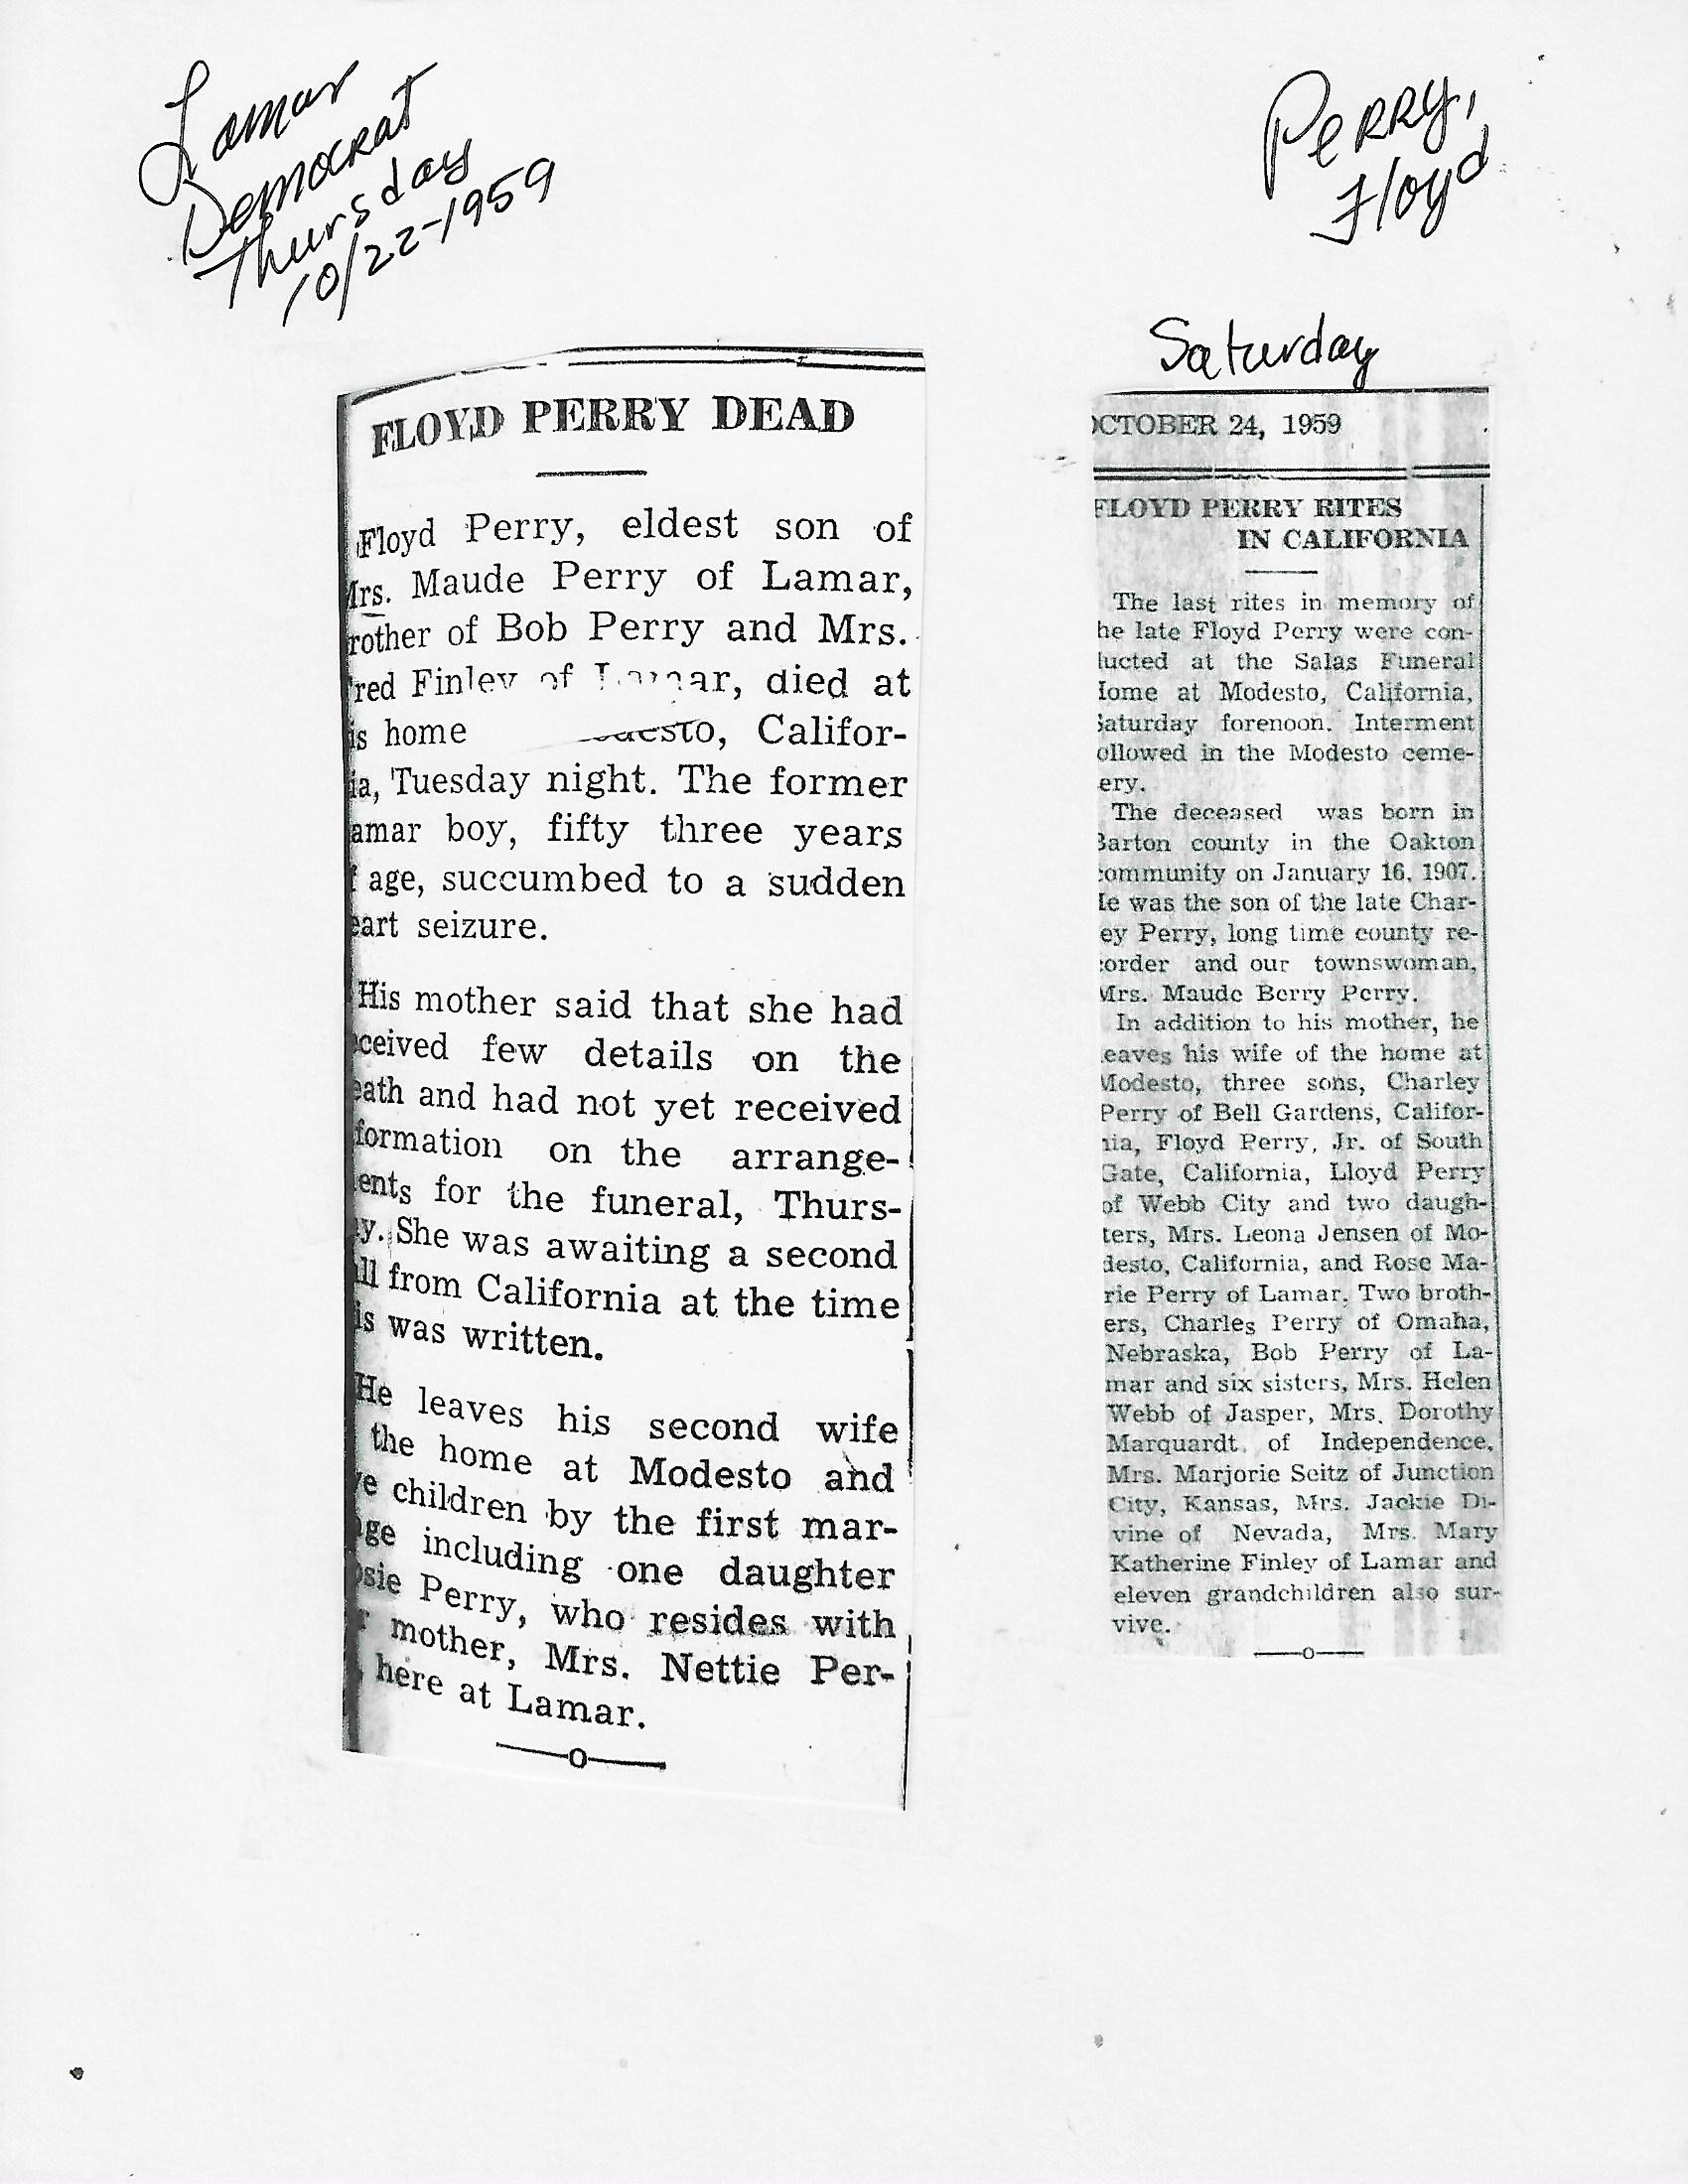 Lamar
Democrat
Thursday
10/22-1959
Perry,
Floyd
FLOYD PERRY DEAD
Floyd Perry, eldest son of
Mrs. Maude Perry of Lamar,
rother of Bob Perry and Mrs.
red Finley of Lamar, died at
is home esto, Califor-
ia, Tuesday night. The former
amar boy, fifty three years
f age, succumbed to a sudden
eart seizure.
His mother said that she had
ceived few details on the
eath and had not yet received
formation on the arrange-
ents for the funeral, Thurs-
y. She was awaiting a second
ll from California at the time
is was written.
He leaves his second wife
the home at Modesto and
ve children by the first mar-
ge including one daughter
osie Perry, who resides with
r mother, Mrs. Nettie Per-
here at Lamar.
o
Saturday
OCTOBER 24, 1959
FLOYD PERRY RITES
IN CALIFORNIA
The last rites in memory of
he late Floyd Perry were con-
ducted at the Salas Funeral
Home at Modesto, California,
Saturday forenoon. Interment
ollowed in the Modesto ceme-
ery.
The deceased was born in
Barton county in the Oakton
community on January 16, 1907.
He was the son of the late Char-
ey Perry, long time county re-
corder and our townswoman,
Mrs. Maude Berry Perry.
In addition to his mother, he
leaves his wife of the home at
Modesto, three sons, Charley
Perry of Bell Gardens, Califor-
nia, Floyd Perry, Jr. of South
Gate, California, Lloyd Perry
of Webb City and two daugh-
ters, Mrs. Leona Jensen of Mo-
desto, California, and Rose Ma-
rie Perry of Lamar. Two broth-
ers, Charles Perry of Omaha,
Nebraska, Bob Perry of La-
mar and six sisters, Mrs. Helen
Webb of Jasper, Mrs. Dorothy
Marquardt of Independence,
Mrs. Marjorie Seitz of Junction
City, Kansas, Mrs. Jackie Di-
vine of Nevada, Mrs. Mary
Katherine Finley of Lamar and
eleven grandchildren also sur-
vive.
o